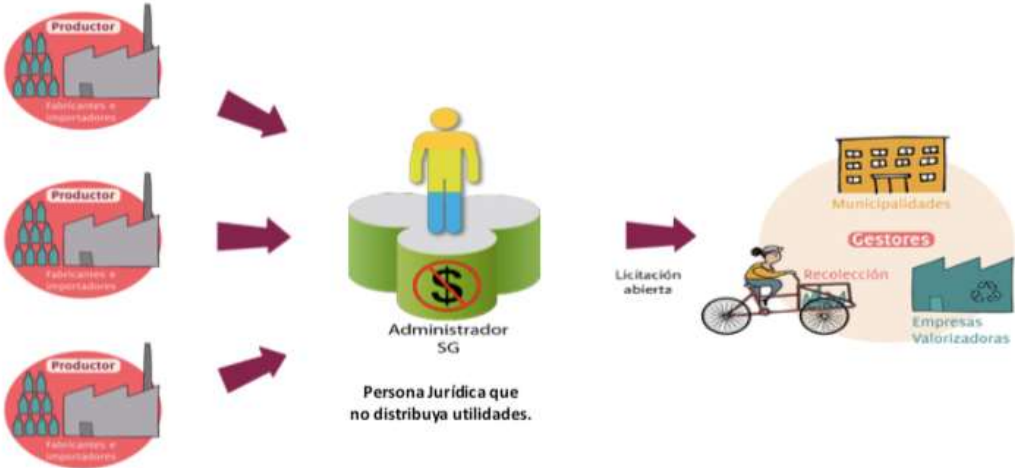 Productor
Fabricantes e
importadores
Productor
Fabricantes e
importadores
Productor
Fabricantes e
importadores
$
Administrador
SG
Persona Jurídica que
no distribuya utilidades.
Licitación
abierta
Municipalidades
Gestores
Recolección
Empresas
Valorizadoras